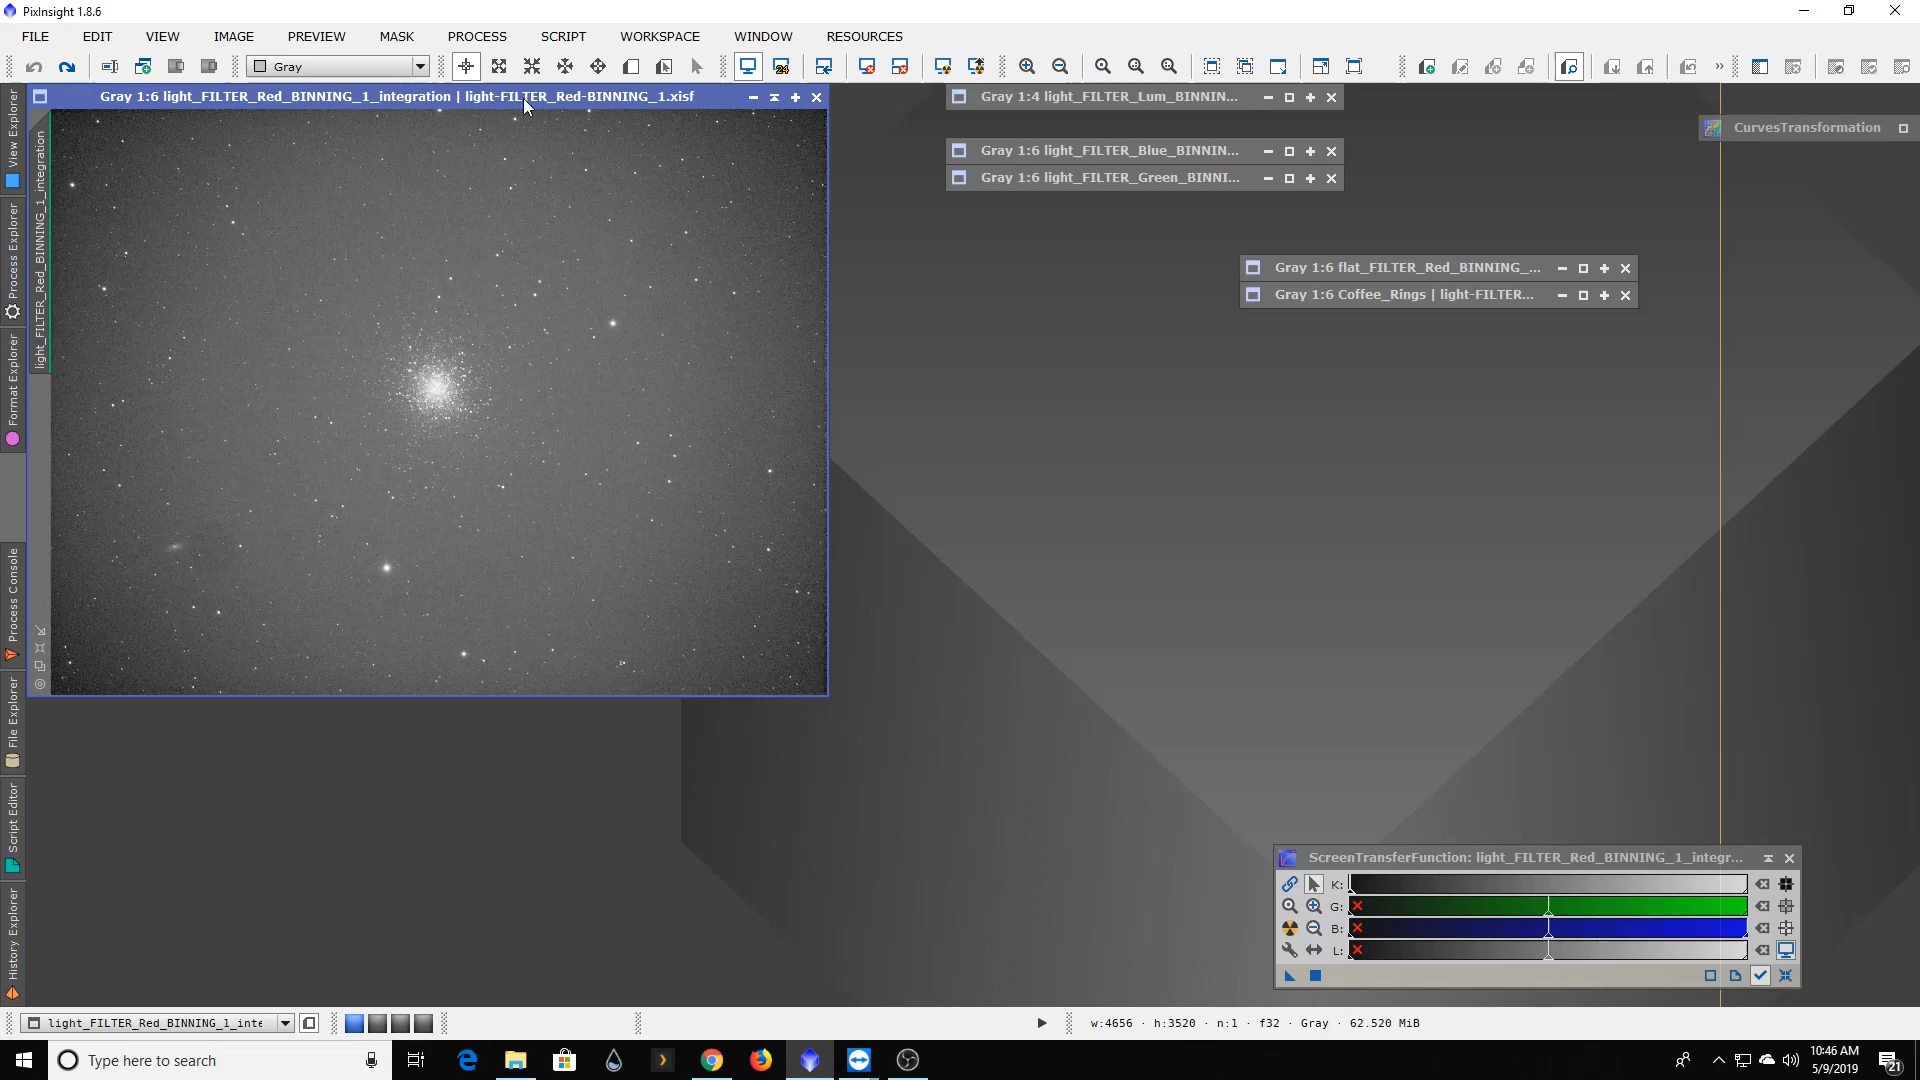 PixInsight 1.8.6
FILE EDIT VIEW IMAGE PREVIEW MASK PROCESS SCRIPT WORKSPACE WINDOW RESOURCES
Gray
24
Gray 1:6 light_FILTER_Red_BINNING_1_integration | light-FILTER_Red-BINNING_1.xisf
Gray 1:4 light_FILTER_Lum_BINNIN...
CurvesTransformation
Gray 1:6 light_FILTER_Blue_BINNIN...
Gray 1:6 light_FILTER_Green_BINNI...
Gray 1:6 flat_FILTER_Red_BINNING_...
Gray 1:6 Coffee_Rings | light-FILTER...
View Explorer
Process Explorer
Format Explorer
Process Console
File Explorer
Script Editor
History Explorer
light_FILTER_Red_BINNING_1_integration
ScreenTransferFunction: light_FILTER_Red_BINNING_1_integr...
K:
G:
B:
L:
light_FILTER_Red_BINNING_1_inte
w:4656 · h:3520 · n:1 · f32 · Gray · 62.520 MiB
Type here to search
10:46 AM
5/9/2019
21